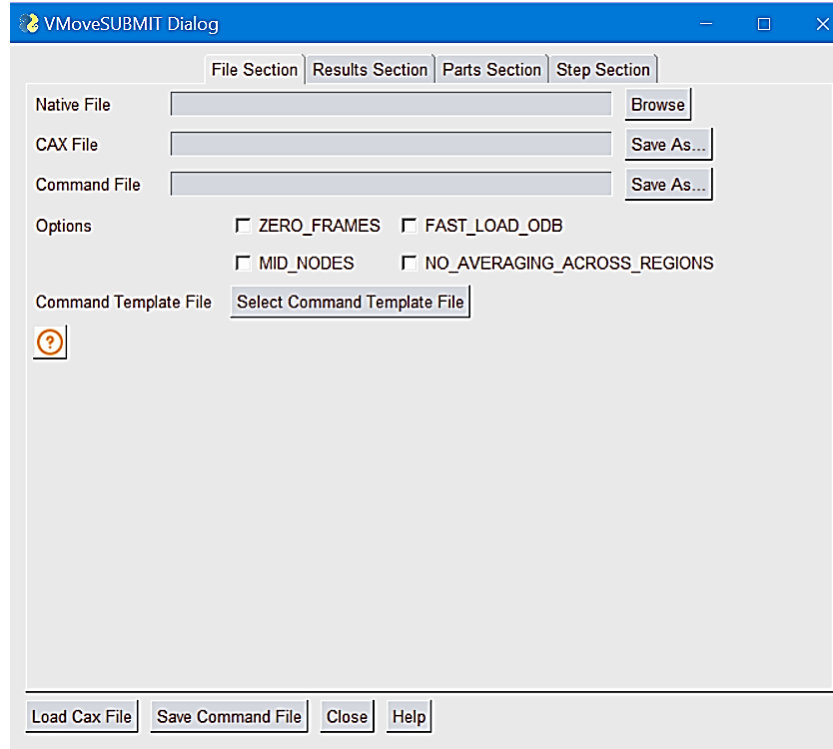 VMoveSUBMIT Dialog
File Section Results Section Parts Section Step Section
Native File Browse
CAX File Save As...
Command File Save As...
Options ZERO_FRAMES FAST_LOAD_ODB
MID_NODES NO_AVERAGING_ACROSS_REGIONS
Command Template File Select Command Template File
?
Load Cax File Save Command File Close Help